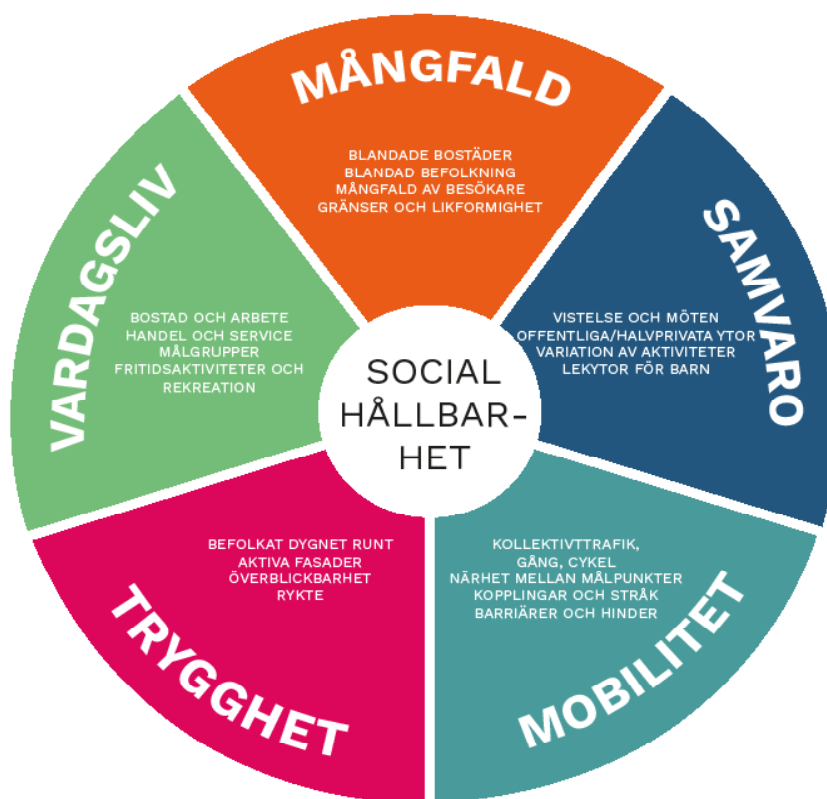 MÅNGFALD
BLANDADE BOSTÄDER
BLANDAD BEFOLKNING
MÅNGFALD AV BESÖKARE
GRÄNSER OCH LIKFORMIGHET
SAMVARO
VISTELSE OCH MÖTEN
OFFENTLIGA/HALVPRIVATA YTOR
VARIATION AV AKTIVITETER
LEKYTOR FÖR BARN
MOBILITET
KOLLEKTIVTTRAFIK,
GÅNG, CYKEL
NÄRHET MELLAN MÅLPUNKTER
KOPPLINGAR OCH STRÅK
BARRIÄRER OCH HINDER
TRYGGHET
BEFOLKAT DYGNET RUNT
AKTIVA FASADER
ÖVERBLICKBARHET
RYKTE
VARDAGSLIV
BOSTAD OCH ARBETE
HANDEL OCH SERVICE
MÅLGRUPPER
FRITIDSAKTIVITETER OCH
REKREATION
SOCIAL
HÅLLBAR-
HET